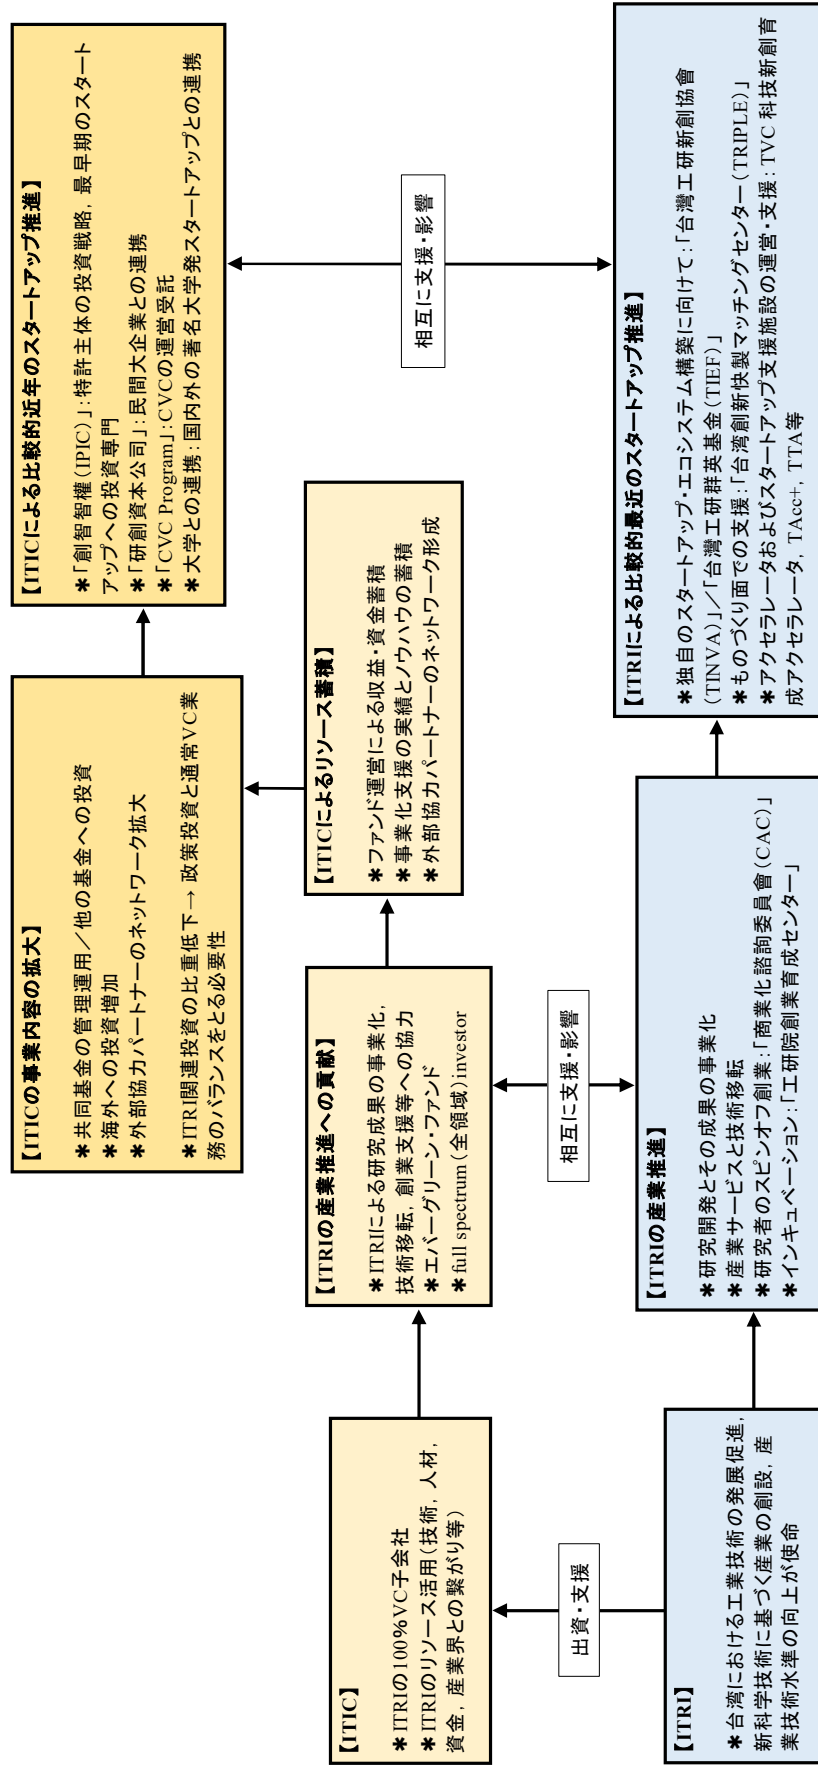 【ITIC】
＊ITRIの100%VC子会社
＊ITRIのリソース活用(技術，人材，
資金，産業界との繋がり等)
出資・支援
【ITRI】
＊台湾における工業技術の発展促進，
新科学技術に基づく産業の創設，産
業技術水準の向上が使命
【ITRIの産業推進への貢献】
＊ITRIによる研究成果の事業化，
技術移転，創業支援等への協力
＊エバーグリーン・ファンド
＊full spectrum(全領域)investor
相互に支援・影響
【ITRIの産業推進】
＊研究開発とその成果の事業化
＊産業サービスと技術移転
＊研究者のスピンオフ創業：「商業化諮詢委員會(CAC)」
＊インキュベーション：「工研院創業育成センター」
【ITICの事業内容の拡大】
＊共同基金の管理運用／他の基金への投資
＊海外への投資増加
＊外部協力パートナーのネットワーク拡大
＊ITRI関連投資の比重低下→ 政策投資と通常VC業
務のバランスをとる必要性
【ITICによるリソース蓄積】
＊ファンド運営による収益・資金蓄積
＊事業化支援の実績とノウハウの蓄積
＊外部協力パートナーのネットワーク形成
【ITICによる比較的近年のスタートアップ推進】
＊「創智智權(IPIC)」：特許主体の投資戦略，最早期のスタート
アップへの投資専門
＊「研創資本公司」：民間大企業との連携
＊「CVC Program」：CVCの運営受託
＊大学との連携：国内外の著名大学発スタートアップとの連携
相互に支援・影響
【ITRIによる比較的最近のスタートアップ推進】
＊独自のスタートアップ・エコシステム構築に向けて：「台灣工研新創協會
(TINVA)」／「台灣工研群英基金(TIEF)」
＊ものづくり面での支援：「台湾創新快製マッチングセンター(TRIPLE)」
＊アクセラレータおよびスタートアップ支援施設の運営・支援：TVC 科技新創育
成アクセラレータ，TAcc+，TTA等